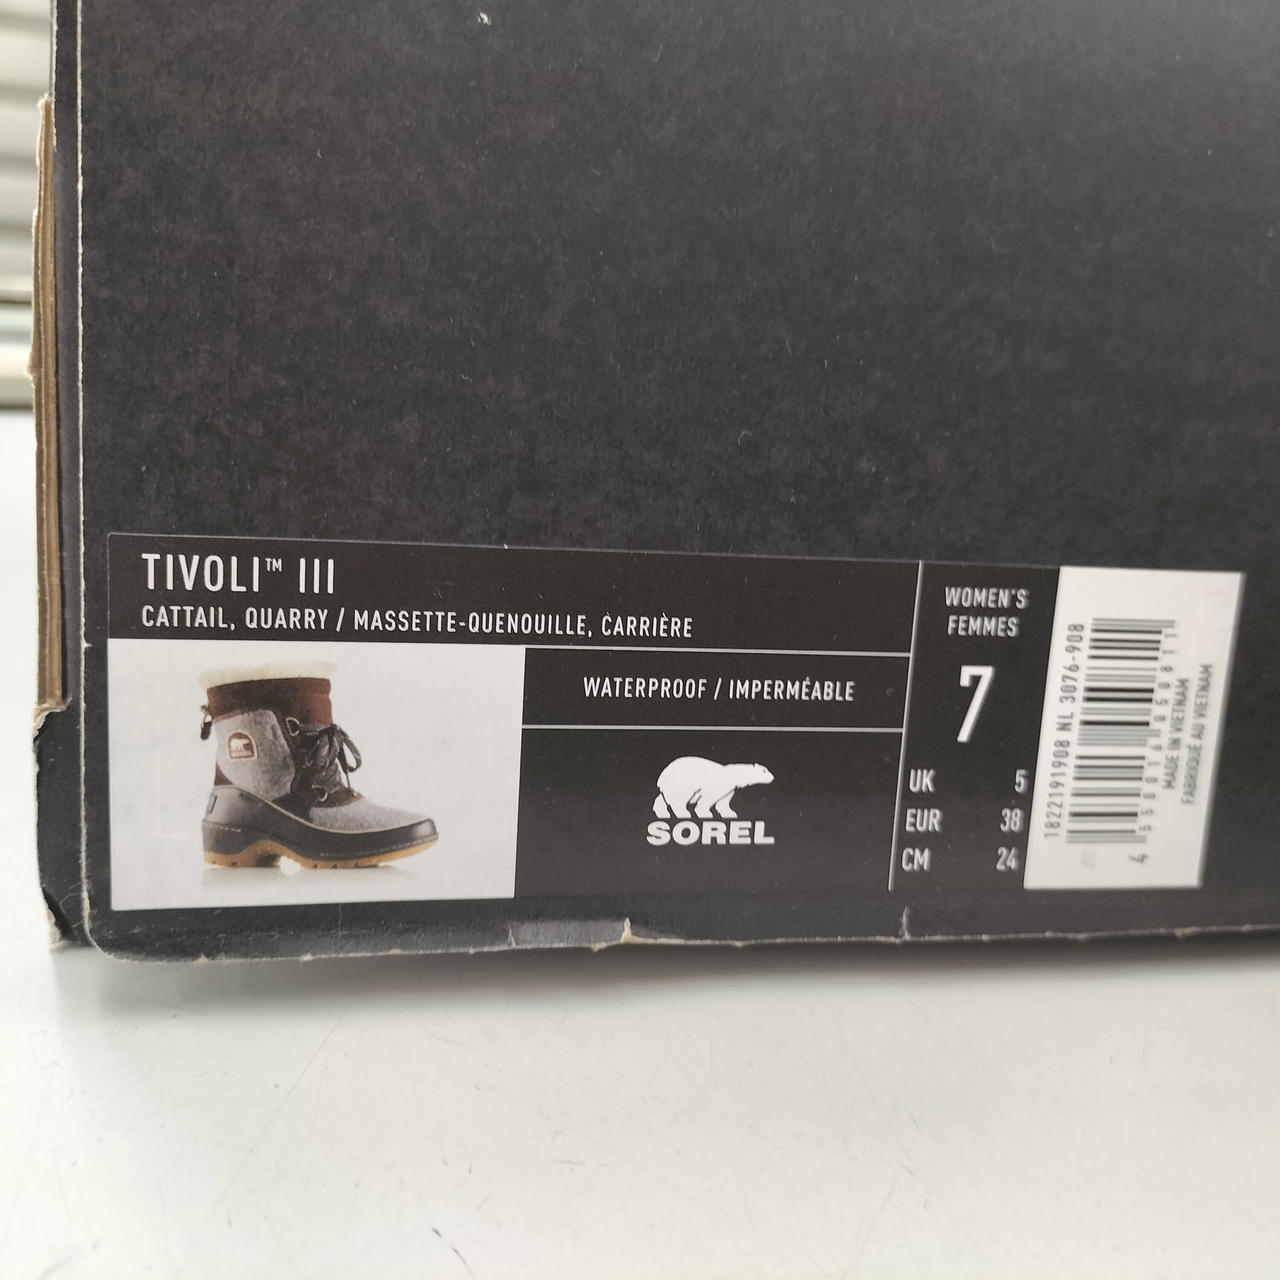 TIVOLI™ III
CATTAIL, QUARRY / MASSETTE-QUENOUILLE, CARRIÈRE
WATERPROOF / IMPERMÉABLE
SOREL
SOREL
WOMEN'S
FEMMES
7
UK 5
EUR 38
CM 24
1822191908 NL 3076-908
MADE IN VIETNAM
FABRIQUÉ AU VIETNAM